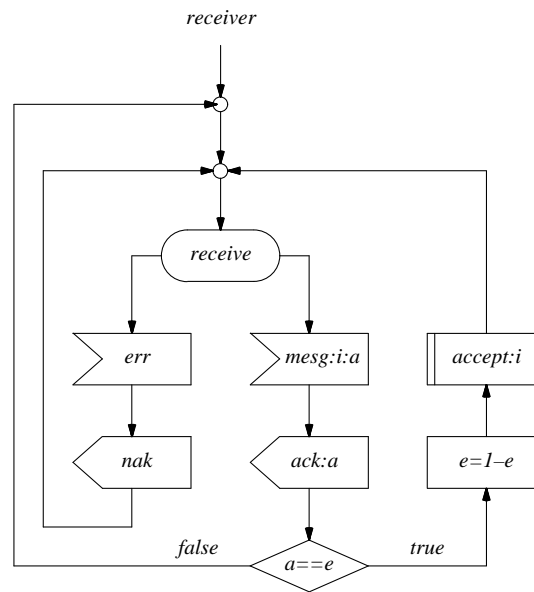 receiver
receive
err
mesg:i:a
accept:i
nak
ack:a
e=1–e
false
a==e
true